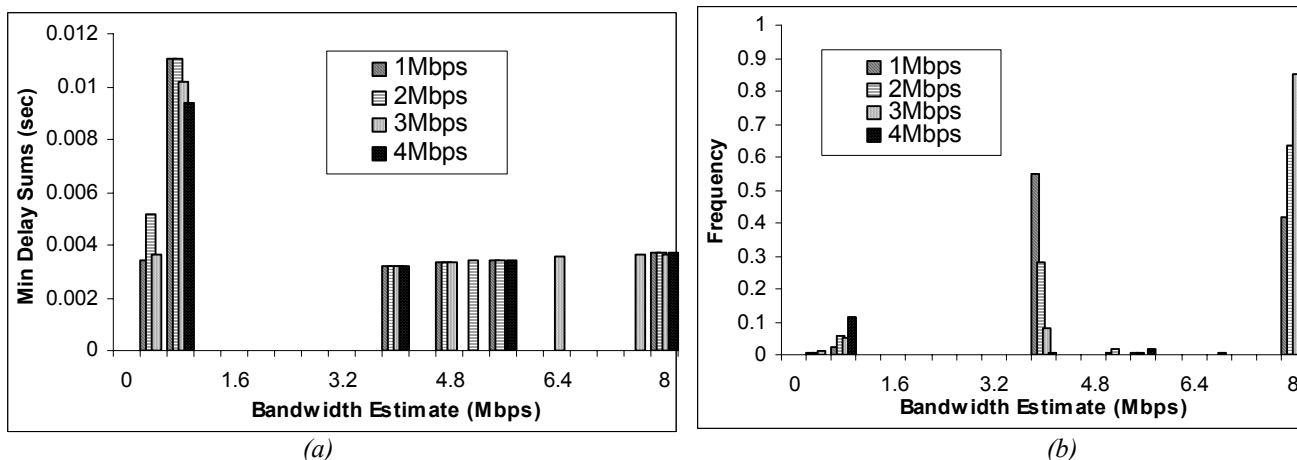 0.012
0.01
0.008
0.006
0.004
0.002
0
Min Delay Sums (sec)
1Mbps
2Mbps
3Mbps
4Mbps
0 1.6 3.2 4.8 6.4 8
Bandwidth Estimate (Mbps)
(a)
1
0.9
0.8
0.7
0.6
0.5
0.4
0.3
0.2
0.1
0
Frequency
1Mbps
2Mbps
3Mbps
4Mbps
0 1.6 3.2 4.8 6.4 8
Bandwidth Estimate (Mbps)
(b)